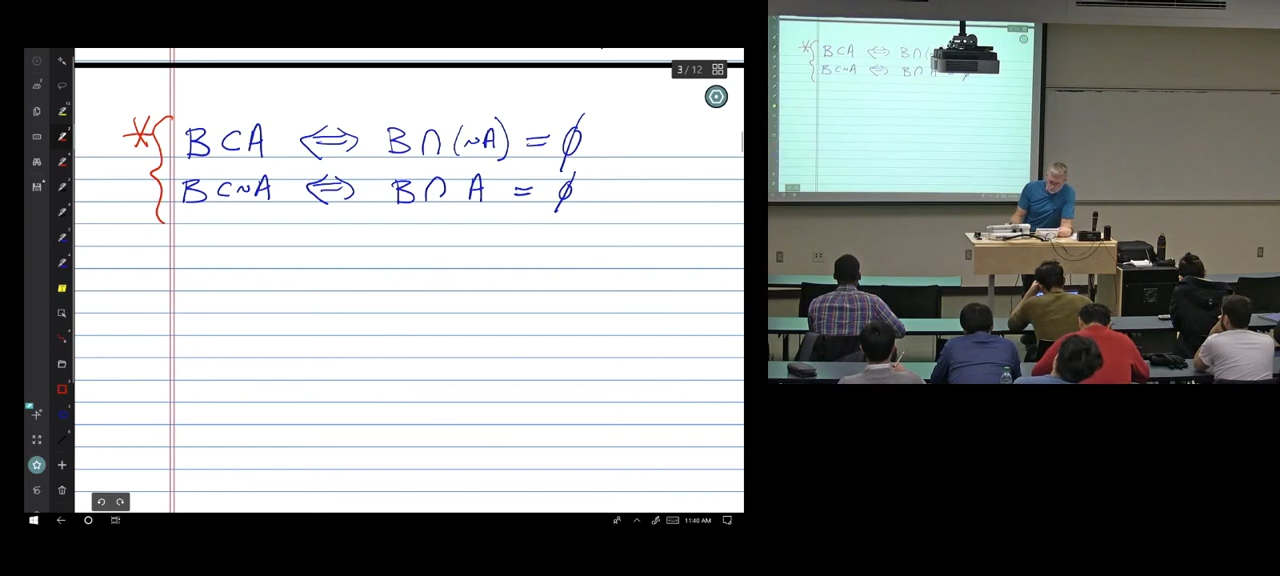 3 / 12
* { B ⊂ A ⇔ B ∩ (~A) = ∅
B ⊂ ~A ⇔ B ∩ A = ∅
11:40 AM